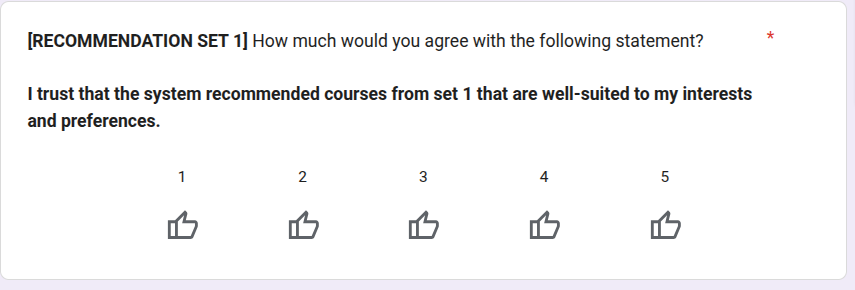 [RECOMMENDATION SET 1] How much would you agree with the following statement? *
I trust that the system recommended courses from set 1 that are well-suited to my interests
and preferences.
1 2 3 4 5